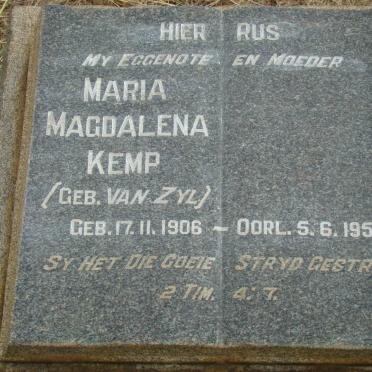 HIER RUS
MY EGGENOTE EN MOEDER
MARIA
MAGDALENA
KEMP
(GEB. VAN ZYL)
GEB. 17. 11. 1906 ~ OORL. 5. 6. 195
SY HET DIE GOEIE STRYD GESTR
2 TIM. 4: 7.